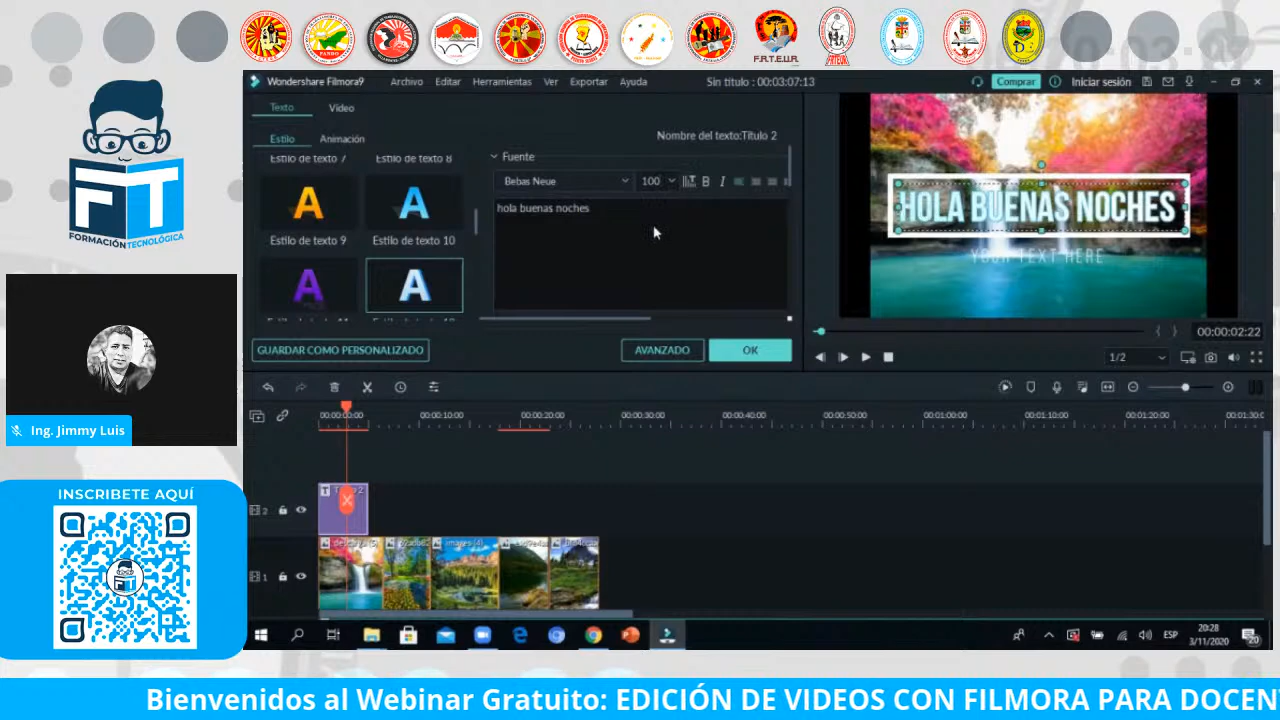 F.A.T.E.U.R.
FT
FORMACIÓN TECNOLÓGICA
Ing. Jimmy Luis
INSCRIBETE AQUÍ
Wondershare Filmora9
Archivo Editar Herramientas Ver Exportar Ayuda
Sin título : 00:03:07:13
Comprar
Iniciar sesión
Texto Video
Estilo Animación
Nombre del texto:Título 2
Estilo de texto 7 Estilo de texto 8
Fuente
Bebas Neue 100 B I
hola buenas noches
A A
Estilo de texto 9 Estilo de texto 10
A A
GUARDAR COMO PERSONALIZADO AVANZADO OK
HOLA BUENAS NOCHES
YOUR TEXT HERE
00:00:02:22
1/2
00:00:00:00 00:00:10:00 00:00:20:00 00:00:30:00 00:00:40:00 00:00:50:00 00:01:00:00 00:01:10:00 00:01:20:00 00:01:30:0
2
T
1
ESP
20:28
3/11/2020
20
Bienvenidos al Webinar Gratuito: EDICIÓN DE VIDEOS CON FILMORA PARA DOCEN